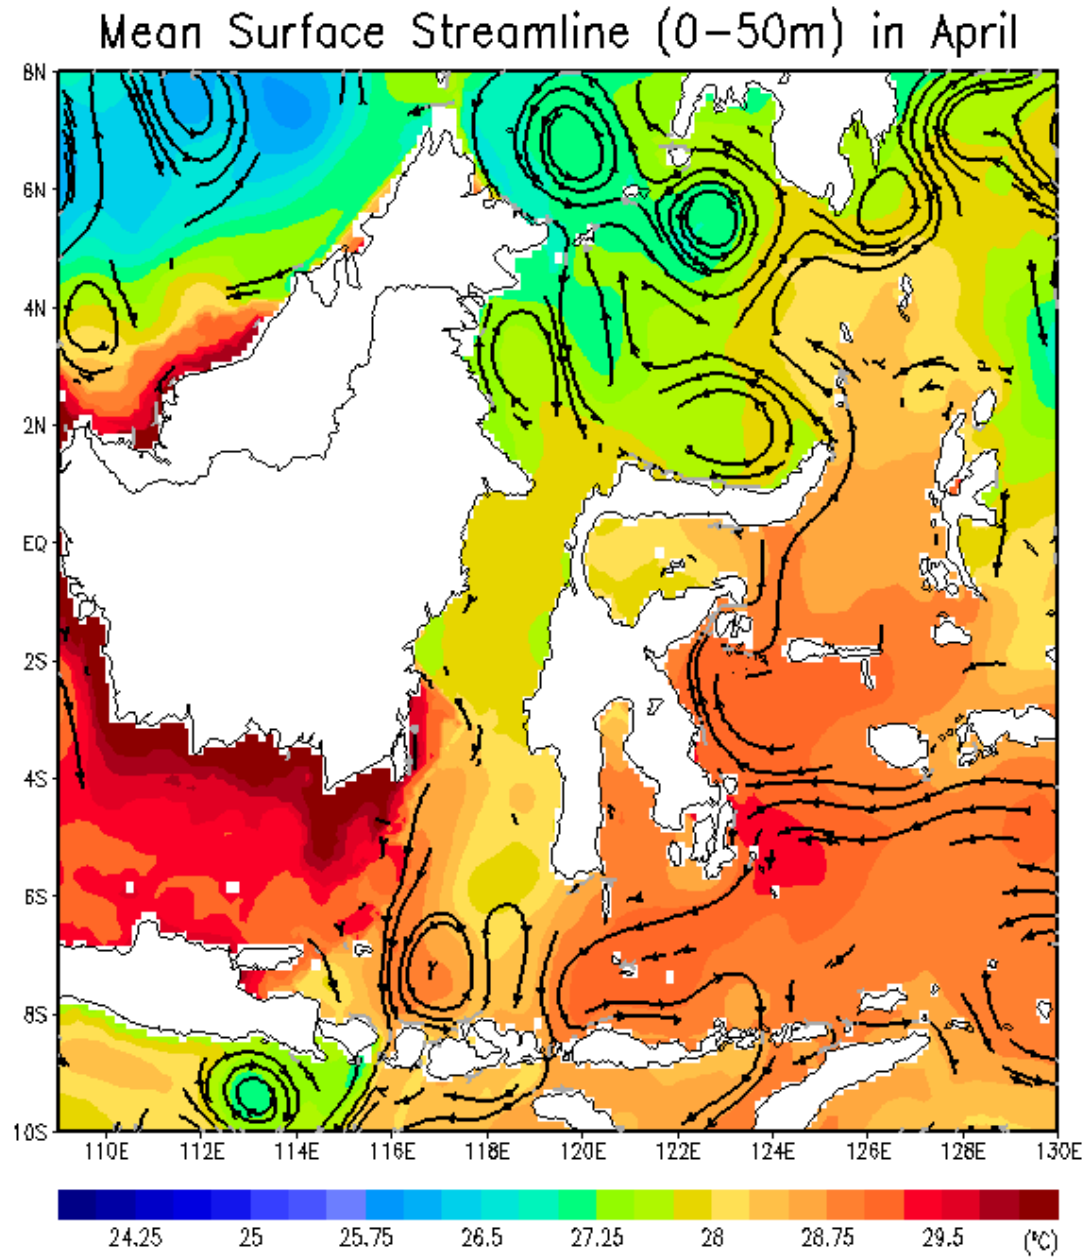 Mean Surface Streamline (0-50m) in April
8N
6N
4N
2N
EQ
2S
4S
6S
8S
10S
110E 112E 114E 116E 118E 120E 122E 124E 126E 128E 130E
24.25 25 25.75 26.5 27.25 28 28.75 29.5 (°C)